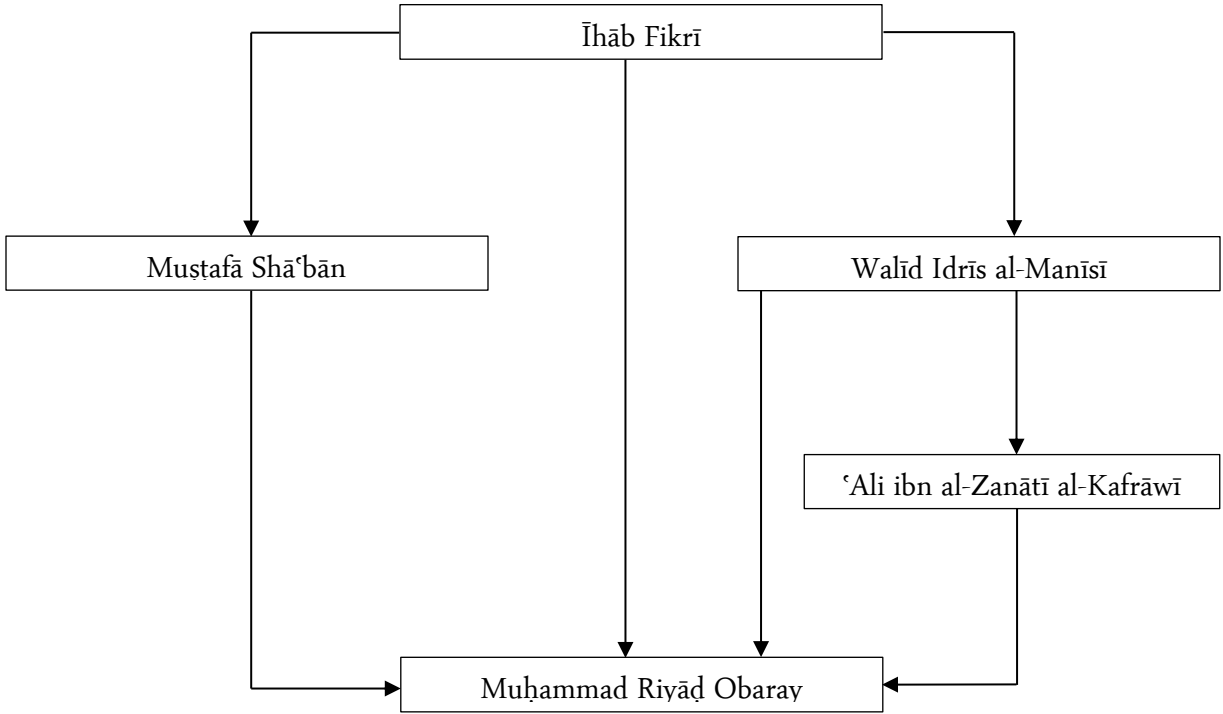 Īhāb Fikrī
Muṣṭafā Shāʿbān
Walīd Idrīs al-Manīsī
ʿAli ibn al-Zanātī al-Kafrāwī
Muḥammad Riyāḍ Obaray